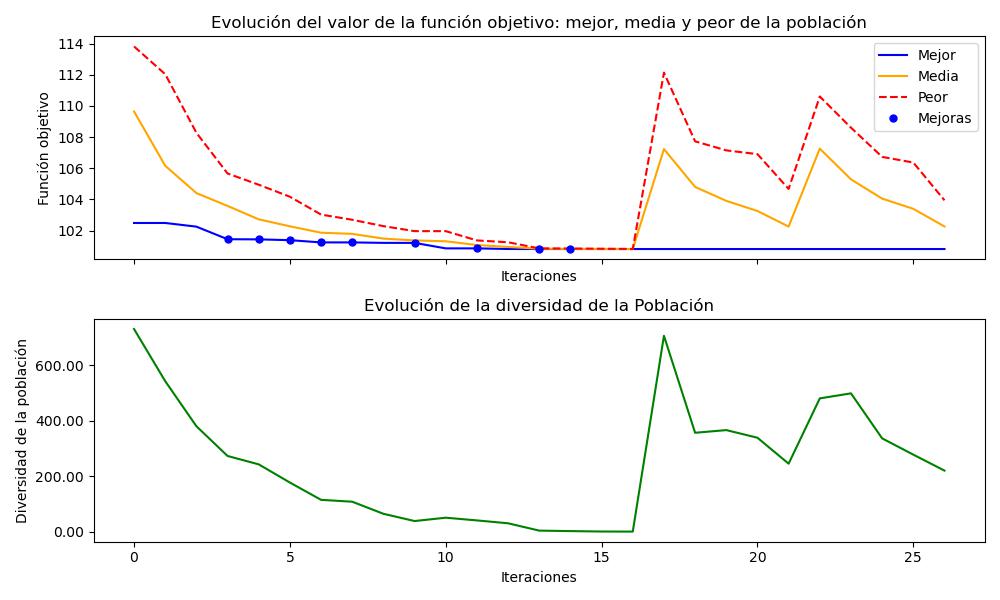 Evolución del valor de la función objetivo: mejor, media y peor de la población
114
112
110
108
106
104
102
Función objetivo
Mejor
Media
Peor
Mejoras
Iteraciones
Evolución de la diversidad de la Población
600.00
400.00
200.00
0.00
Diversidad de la población
0 5 10 15 20 25
Iteraciones